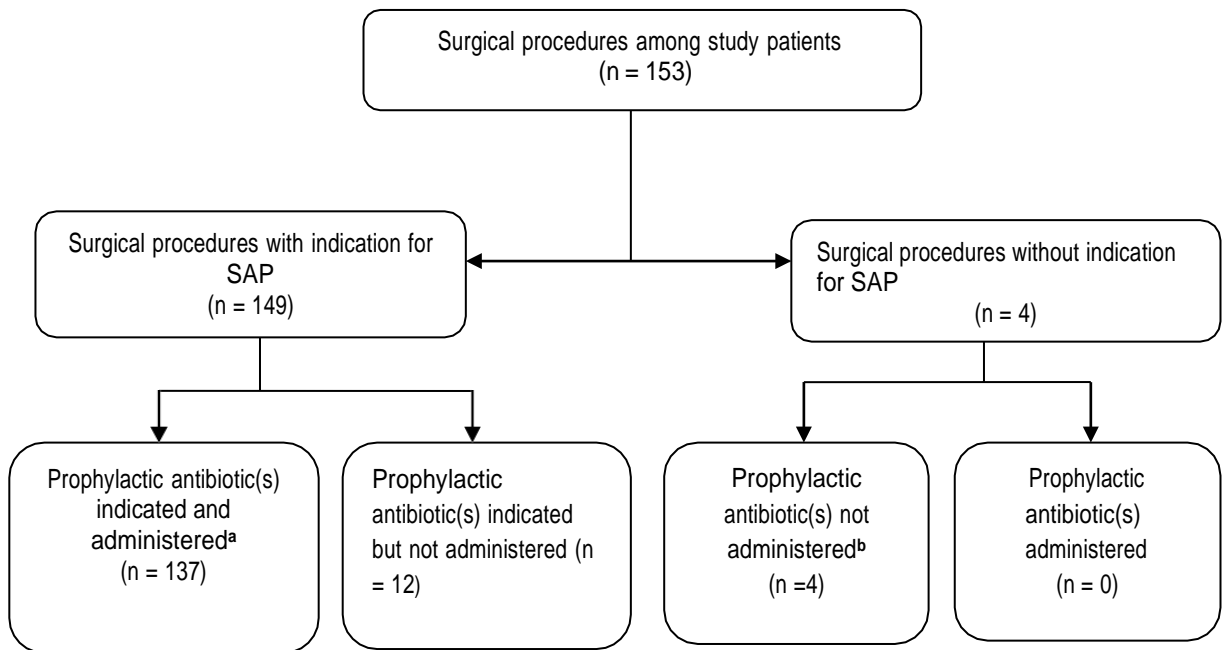 Surgical procedures among study patients
(n = 153)
Surgical procedures with indication for
SAP
(n = 149)
Surgical procedures without indication
for SAP
(n = 4)
Prophylactic antibiotic(s)
indicated and
administeredᵃ
(n = 137)
Prophylactic
antibiotic(s) indicated
but not administered (n
= 12)
Prophylactic
antibiotic(s) not
administeredᵇ
(n =4)
Prophylactic
antibiotic(s)
administered
(n = 0)